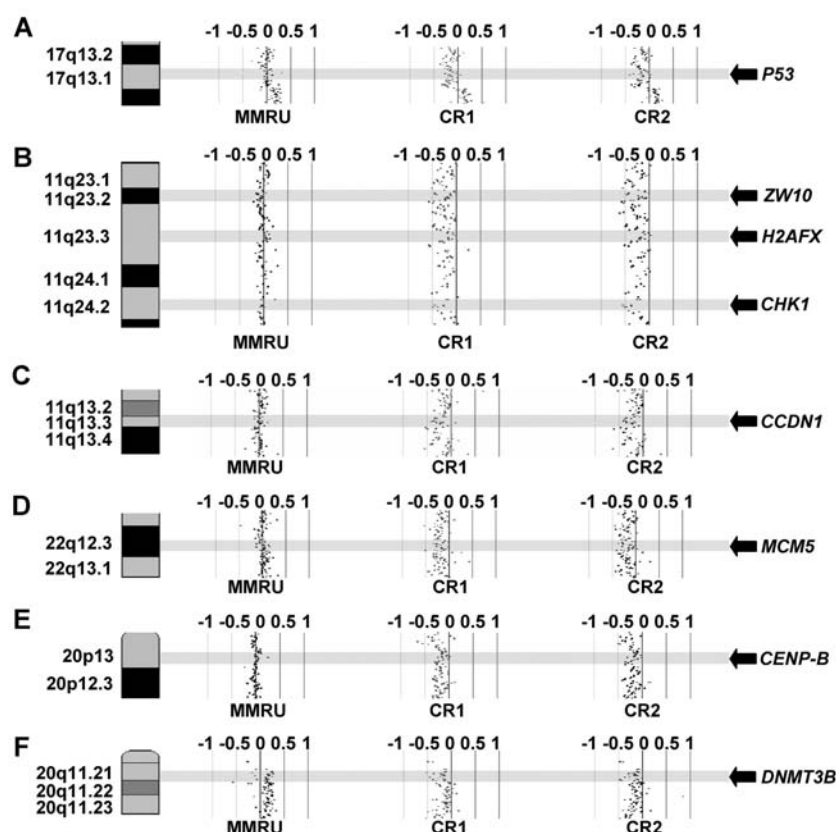 A
-1 -0.5 0 0.5 1 -1 -0.5 0 0.5 1 -1 -0.5 0 0.5 1
17q13.2
17q13.1
P53
MMRU CR1 CR2
B
-1 -0.5 0 0.5 1 -1 -0.5 0 0.5 1 -1 -0.5 0 0.5 1
11q23.1
11q23.2
ZW10
11q23.3
H2AFX
11q24.1
11q24.2
CHK1
MMRU CR1 CR2
C
-1 -0.5 0 0.5 1 -1 -0.5 0 0.5 1 -1 -0.5 0 0.5 1
11q13.2
11q13.3
CCDN1
11q13.4
MMRU CR1 CR2
D
-1 -0.5 0 0.5 1 -1 -0.5 0 0.5 1 -1 -0.5 0 0.5 1
22q12.3
MCM5
22q13.1
MMRU CR1 CR2
E
-1 -0.5 0 0.5 1 -1 -0.5 0 0.5 1 -1 -0.5 0 0.5 1
20p13
CENP-B
20p12.3
MMRU CR1 CR2
F
-1 -0.5 0 0.5 1 -1 -0.5 0 0.5 1 -1 -0.5 0 0.5 1
20q11.21
DNMT3B
20q11.22
20q11.23
MMRU CR1 CR2